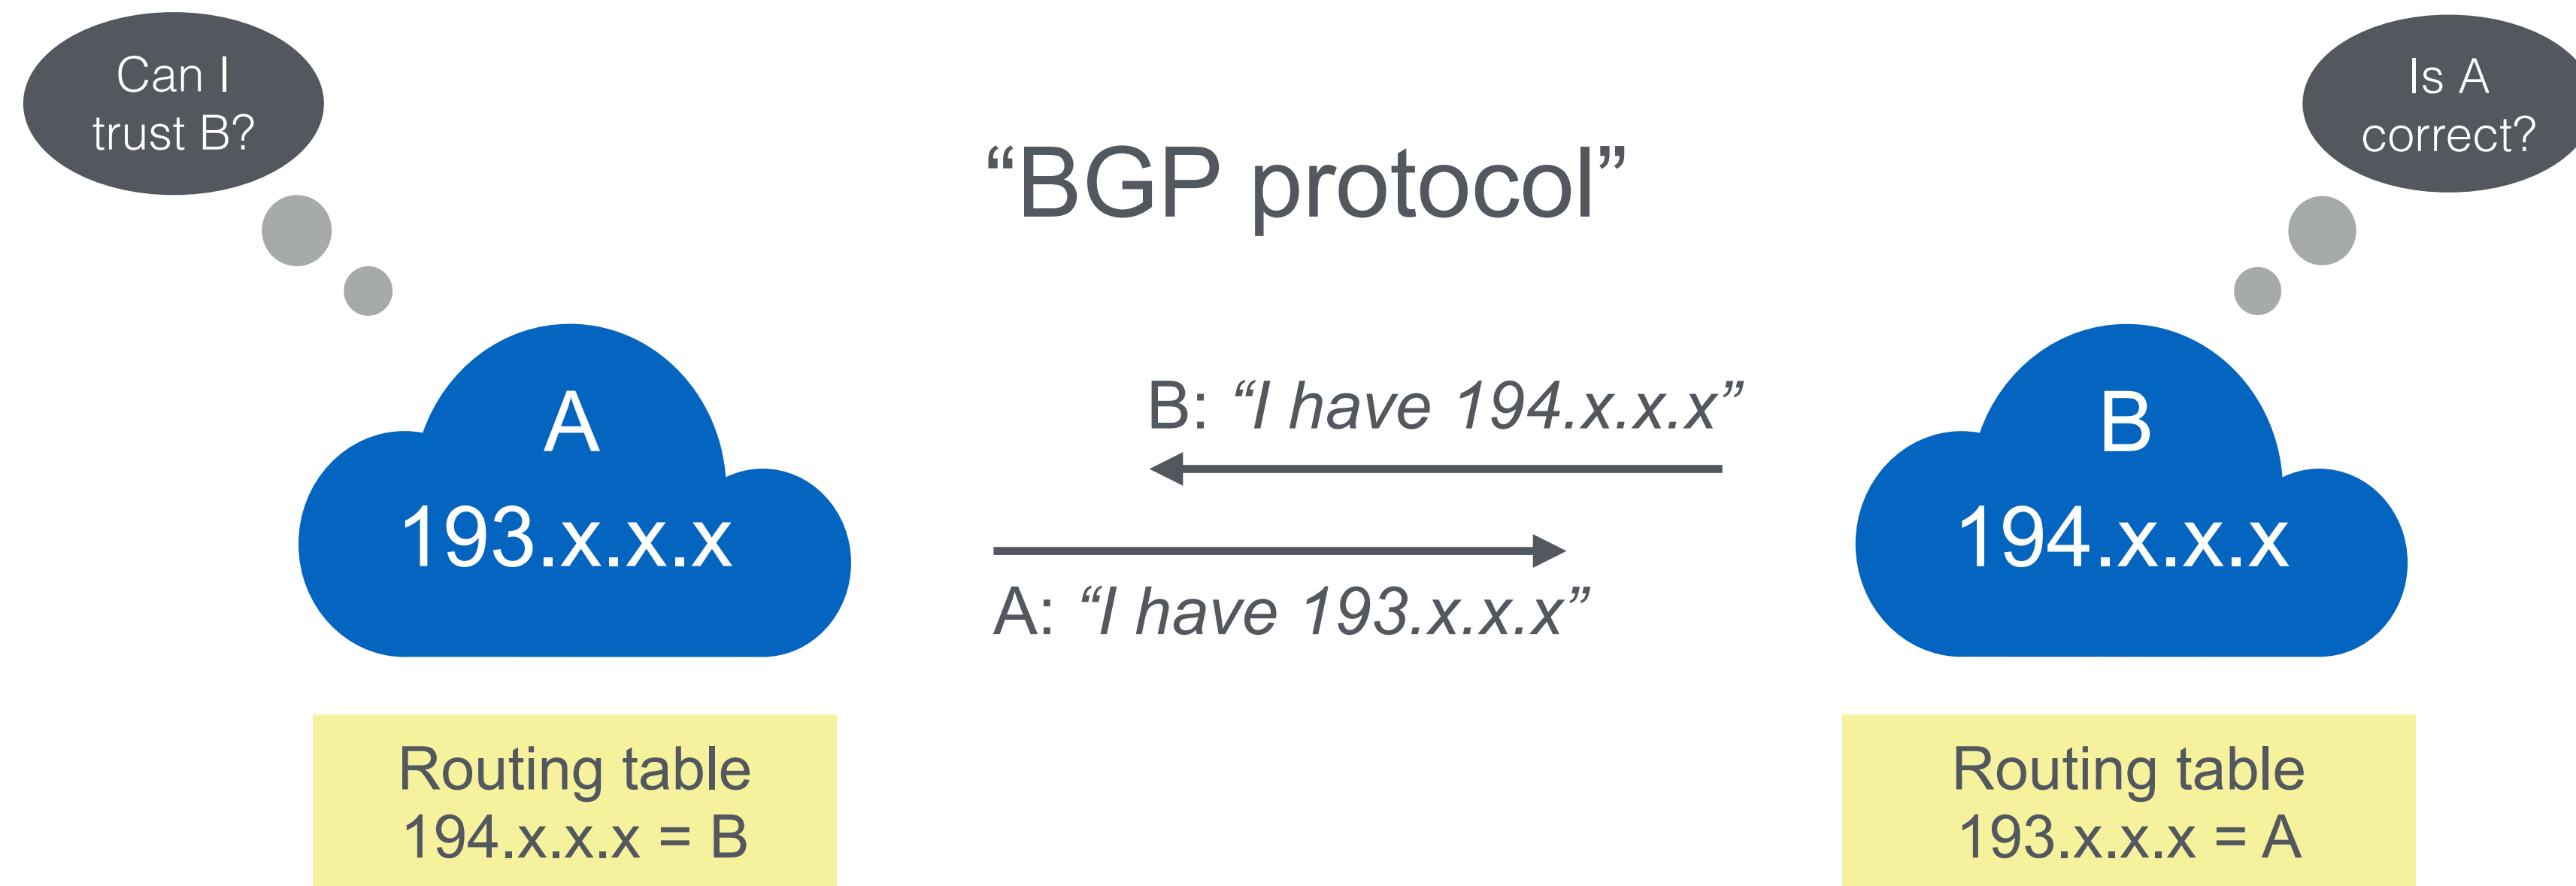 Can I
trust B?
Is A
correct?
“BGP protocol”
A
193.x.x.x
B: “I have 194.x.x.x”
A: “I have 193.x.x.x”
B
194.x.x.x
Routing table
194.x.x.x = B
Routing table
193.x.x.x = A